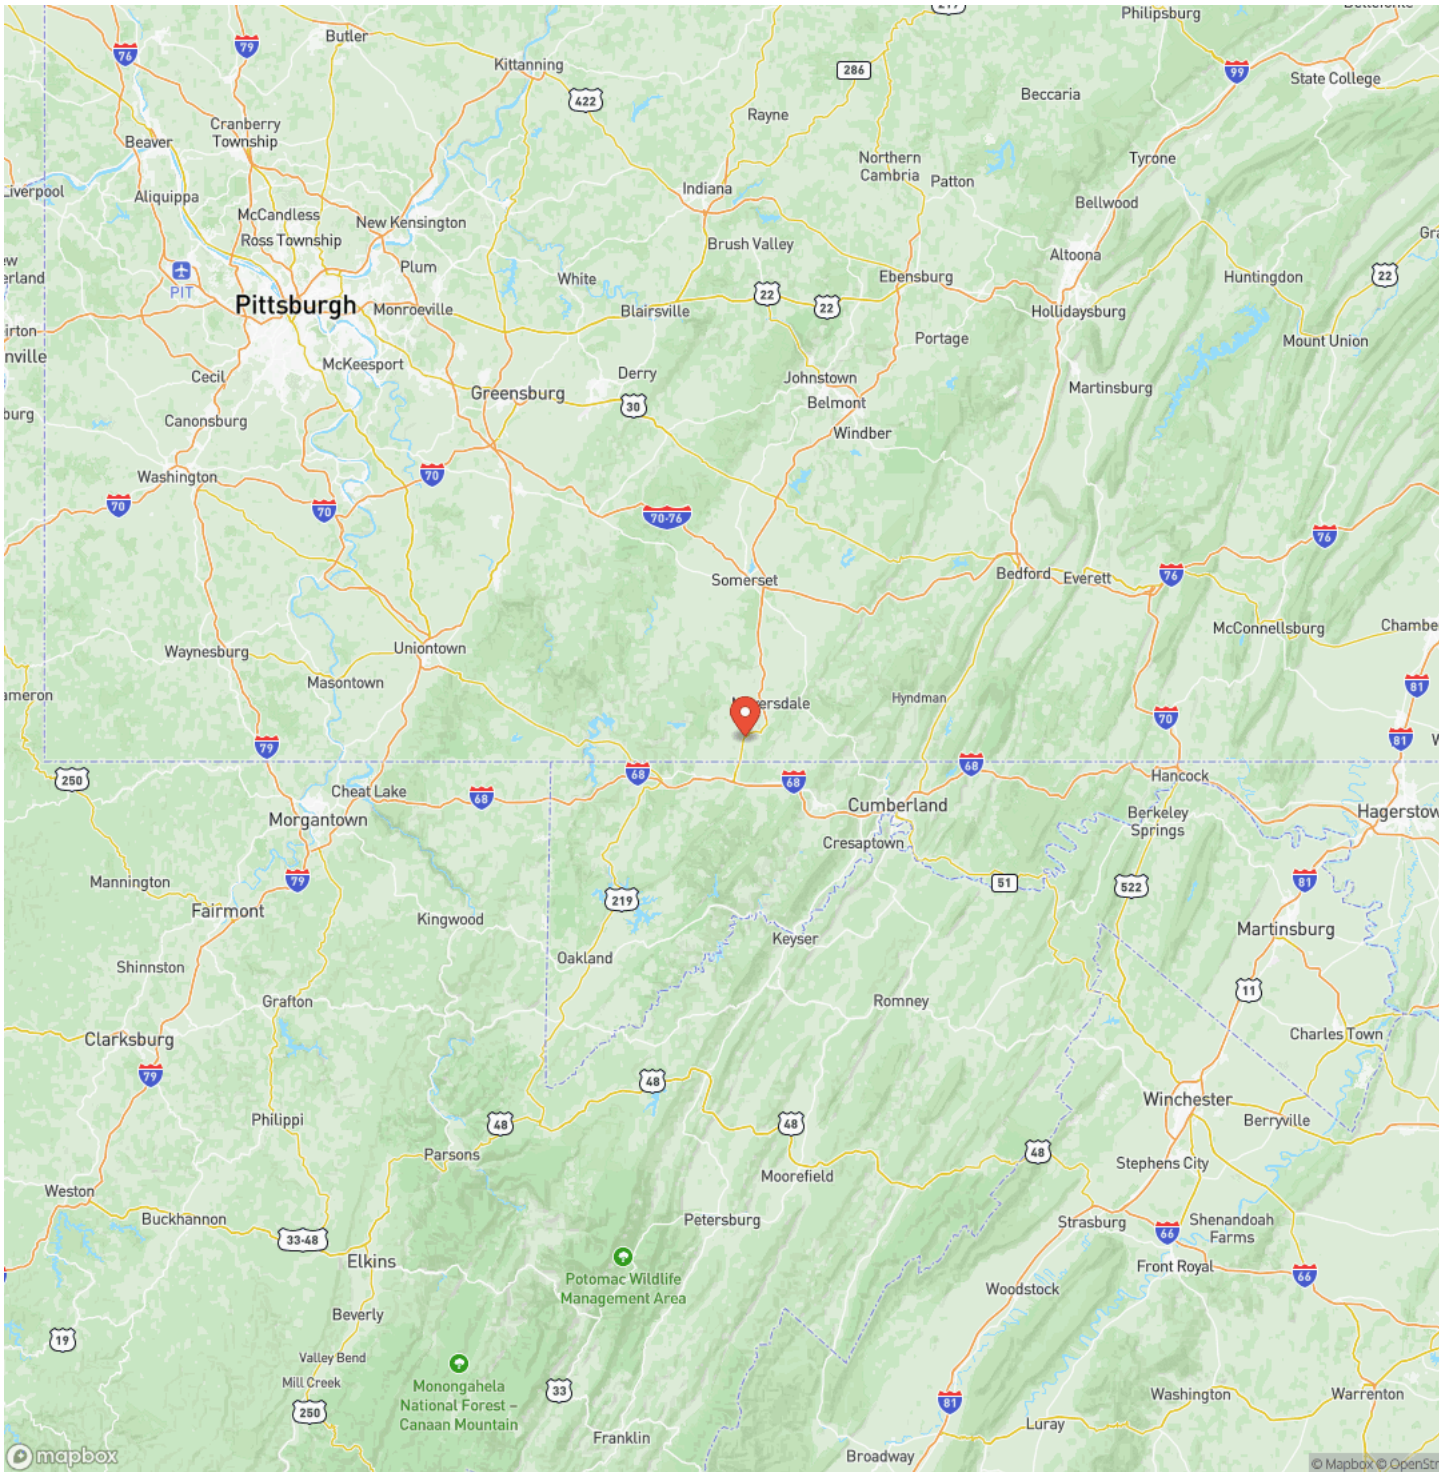 Philipsburg
76
79
Butler
Kittanning
286
99
State College
422
Beccaria
Rayne
Cranberry
Township
Beaver
Northern
Cambria
Tyrone
Patton
Liverpool
Aliquippa
Indiana
Bellwood
McCandless
New Kensington
Ross Township
Brush Valley
Altoona
Plum
PIT
White
Ebensburg
Huntingdon
22
22
22
Pittsburgh
Monroeville
Blairsville
Hollidaysburg
Portage
Mount Union
McKeesport
Cecil
Derry
Johnstown
Martinsburg
Greensburg
30
Belmont
Canonsburg
Windber
Washington
70
70
70
70-76
76
Somerset
Bedford
Everett
76
McConnellsburg
Waynesburg
Uniontown
Masontown
Hyndman
81
70
79
81
250
68
68
68
Hancock
Cheat Lake
68
Cumberland
Morgantown
Berkeley
Springs
Cresaptown
Mannington
79
51
522
81
219
Fairmont
Kingwood
Martinsburg
Keyser
Oakland
Shinnston
Grafton
Romney
11
Clarksburg
Charles Town
79
48
Winchester
Philippi
48
48
Berryville
Parsons
48
Stephens City
Moorefield
Weston
Buckhannon
Petersburg
Strasburg
Shenandoah
Farms
33-48
66
Elkins
Front Royal
66
Potomac Wildlife
Management Area
Woodstock
Beverly
19
Valley Bend
Mill Creek
Monongahela
National Forest –
Canaan Mountain
33
250
81
Washington
Warrenton
Luray
Franklin
Broadway
mapbox
© Mapbox © OpenStr